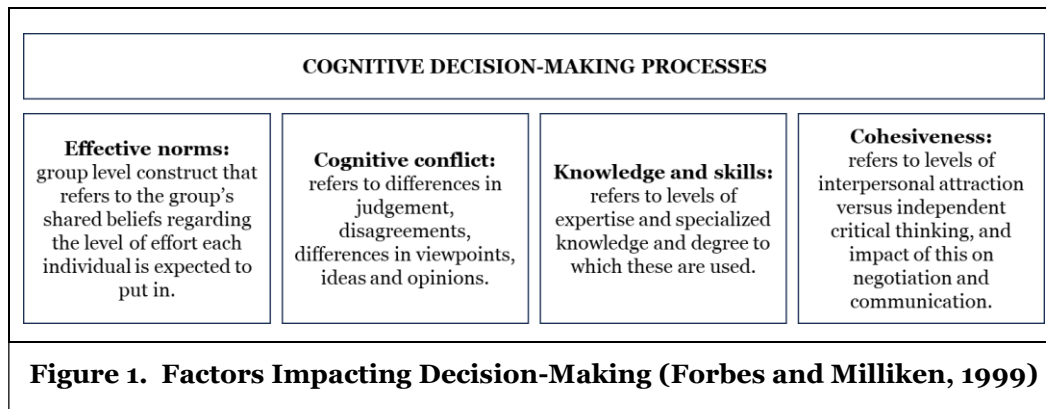 COGNITIVE DECISION-MAKING PROCESSES
Effective norms:
group level construct that
refers to the group's
shared beliefs regarding
the level of effort each
individual is expected to
put in.
Cognitive conflict:
refers to differences in
judgement,
disagreements,
differences in viewpoints,
ideas and opinions.
Knowledge and skills:
refers to levels of
expertise and specialized
knowledge and degree to
which these are used.
Cohesiveness:
refers to levels of
interpersonal attraction
versus independent
critical thinking, and
impact of this on
negotiation and
communication.
Figure 1. Factors Impacting Decision-Making (Forbes and Milliken, 1999)